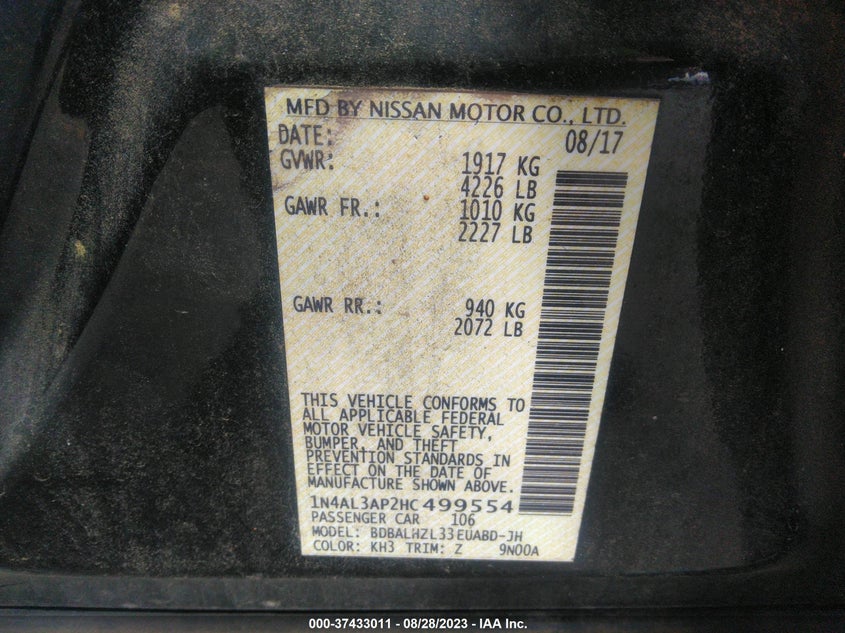 MFD BY NISSAN MOTOR CO., LTD.
DATE: 08/17
GVWR: 1917 KG
4226 LB
GAWR FR.: 1010 KG
2227 LB
GAWR RR.: 940 KG
2072 LB
THIS VEHICLE CONFORMS TO
ALL APPLICABLE FEDERAL
MOTOR VEHICLE SAFETY,
BUMPER, AND THEFT
PREVENTION STANDARDS IN
EFFECT ON THE DATE OF
MANUFACTURE SHOWN ABOVE.
1N4AL3AP2HC499554
PASSENGER CAR 106
MODEL: BDBALHZL33EUABD-JH
COLOR: KH3 TRIM: Z 9N00A
000-37433011 / 08/28/2023 - IAA Inc.